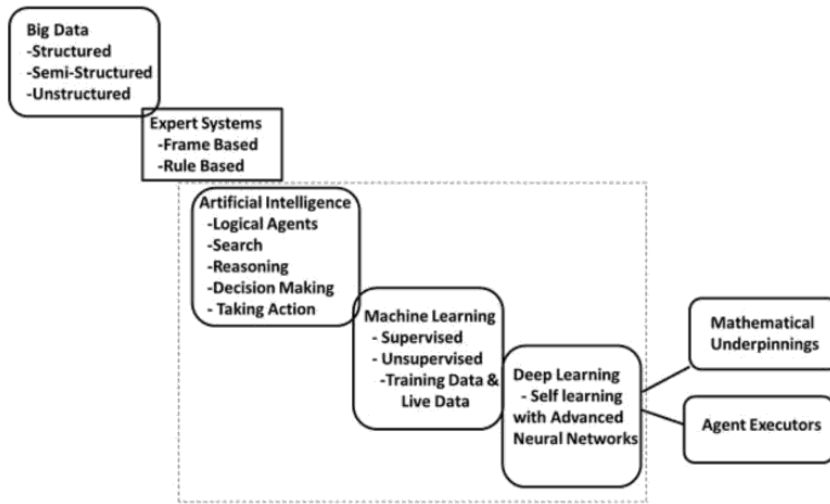 Big Data
-Structured
-Semi-Structured
-Unstructured
Expert Systems
-Frame Based
-Rule Based
Artificial Intelligence
-Logical Agents
-Search
-Reasoning
-Decision Making
- Taking Action
Machine Learning
- Supervised
- Unsupervised
-Training Data &
Live Data
Deep Learning
- Self learning
with Advanced
Neural Networks
Mathematical
Underpinnings
Agent Executors